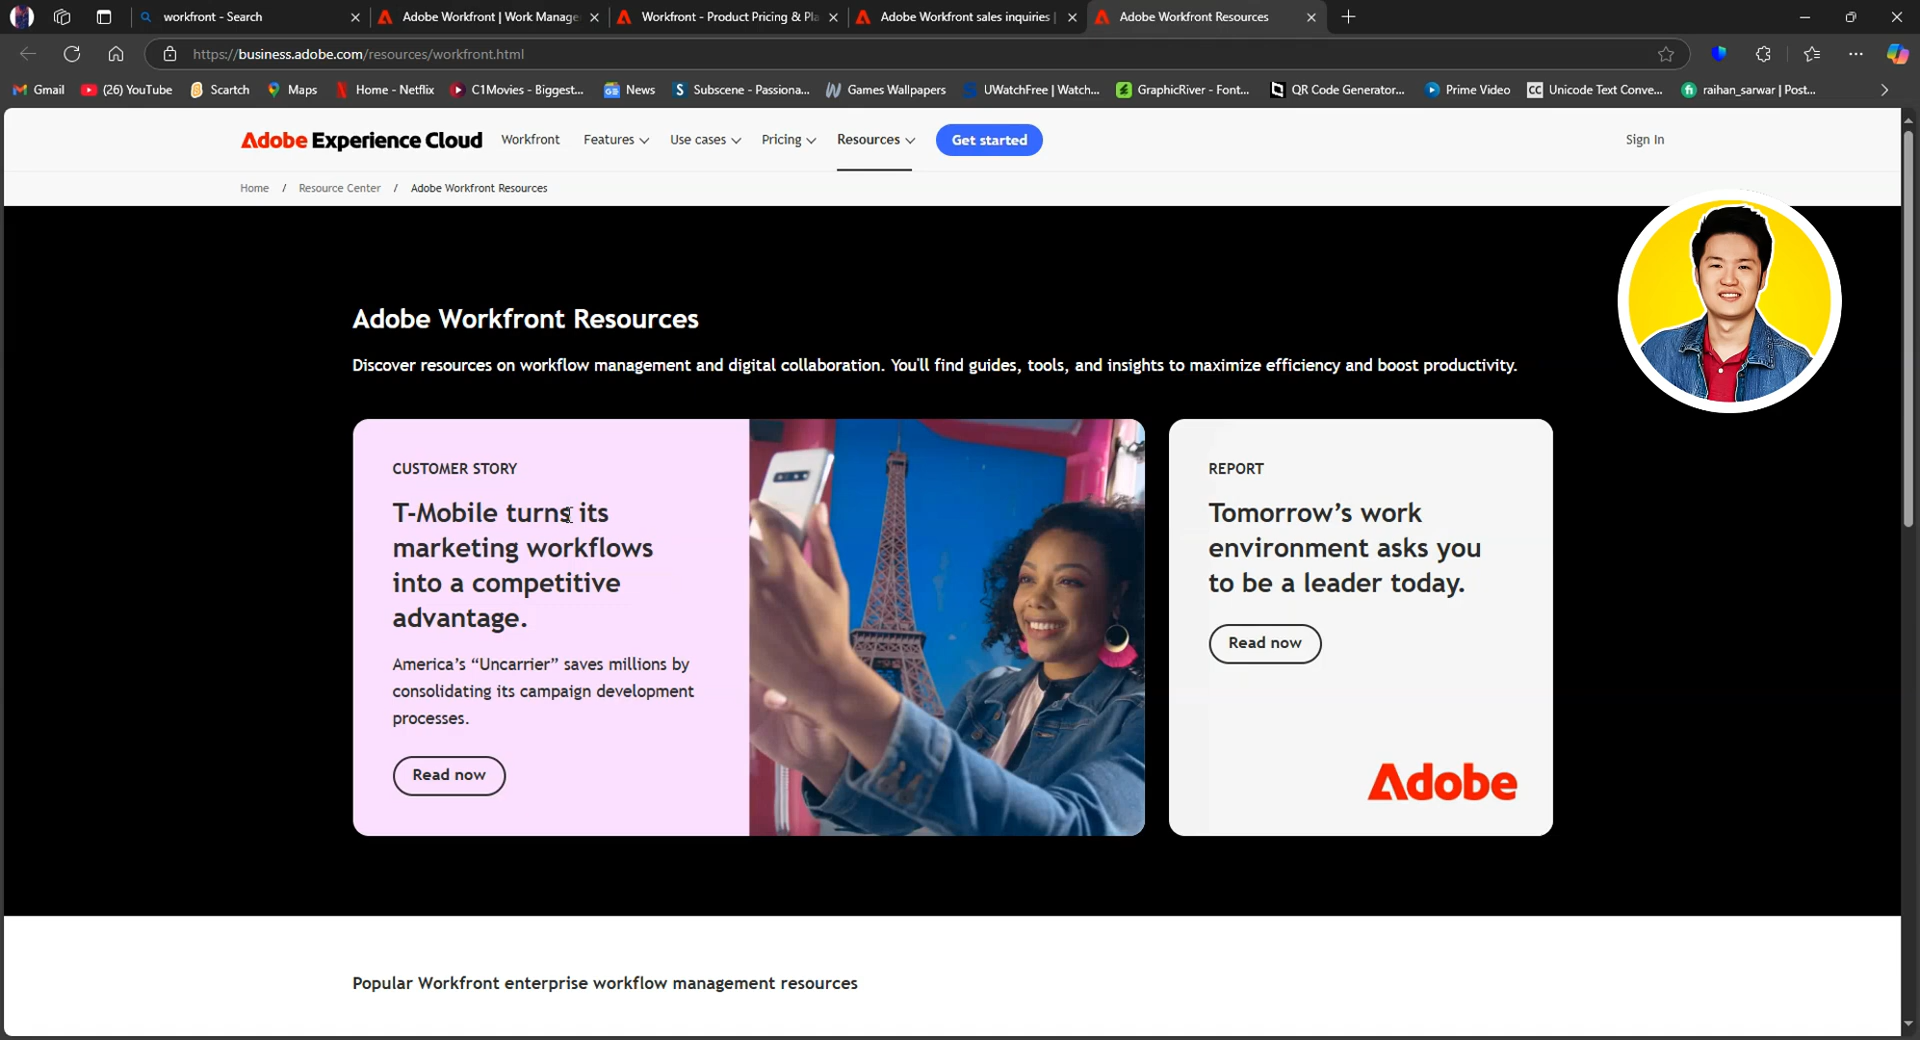 workfront - Search
Adobe Workfront | Work Manage
Workfront - Product Pricing & Pla
Adobe Workfront sales inquiries |
Adobe Workfront Resources
https://business.adobe.com/resources/workfront.html
Gmail
(26) YouTube
Scartch
Maps
Home - Netflix
C1Movies - Biggest...
News
Subscene - Passiona...
Games Wallpapers
UWatchFree | Watch...
GraphicRiver - Font...
QR Code Generator...
Prime Video
CC Unicode Text Conve...
raihan_sarwar | Post...
Adobe Experience Cloud
Workfront
Features
Use cases
Pricing
Resources
Get started
Sign In
Home / Resource Center / Adobe Workfront Resources
Adobe Workfront Resources
Discover resources on workflow management and digital collaboration. You'll find guides, tools, and insights to maximize efficiency and boost productivity.
CUSTOMER STORY
T-Mobile turns its
marketing workflows
into a competitive
advantage.
America's “Uncarrier” saves millions by
consolidating its campaign development
processes.
Read now
REPORT
Tomorrow's work
environment asks you
to be a leader today.
Read now
Adobe
Popular Workfront enterprise workflow management resources